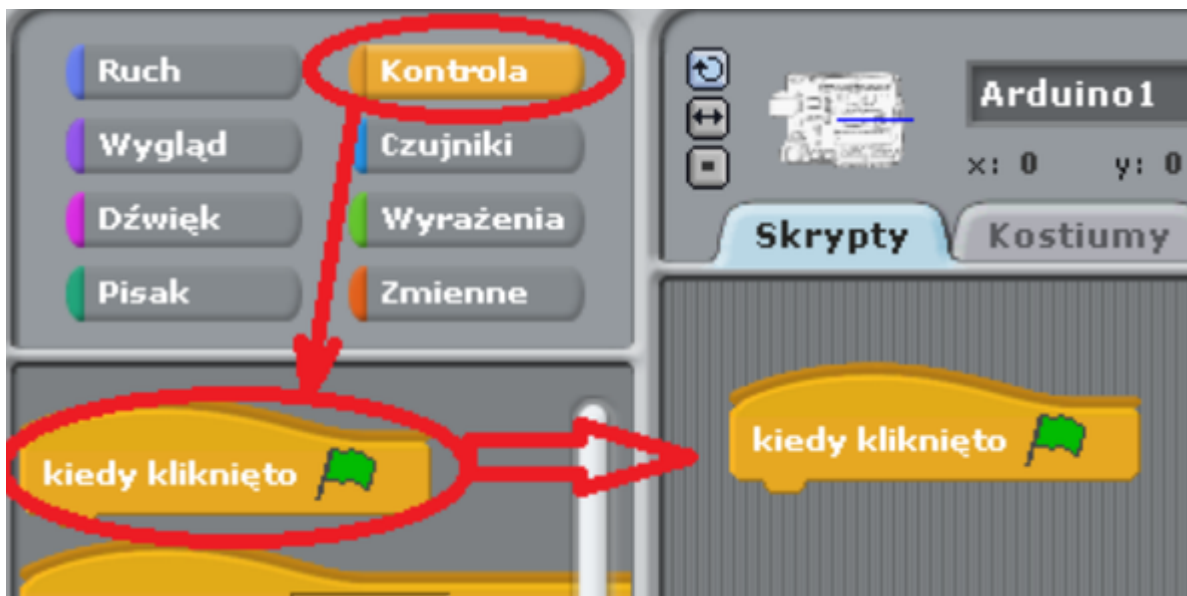 Ruch
Kontrola
Wygląd
Czujniki
Dźwięk
Wyrażenia
Pisak
Zmienne
kiedy kliknięto
Arduino1
x: 0 y: 0
Skrypty
Kostiumy
kiedy kliknięto